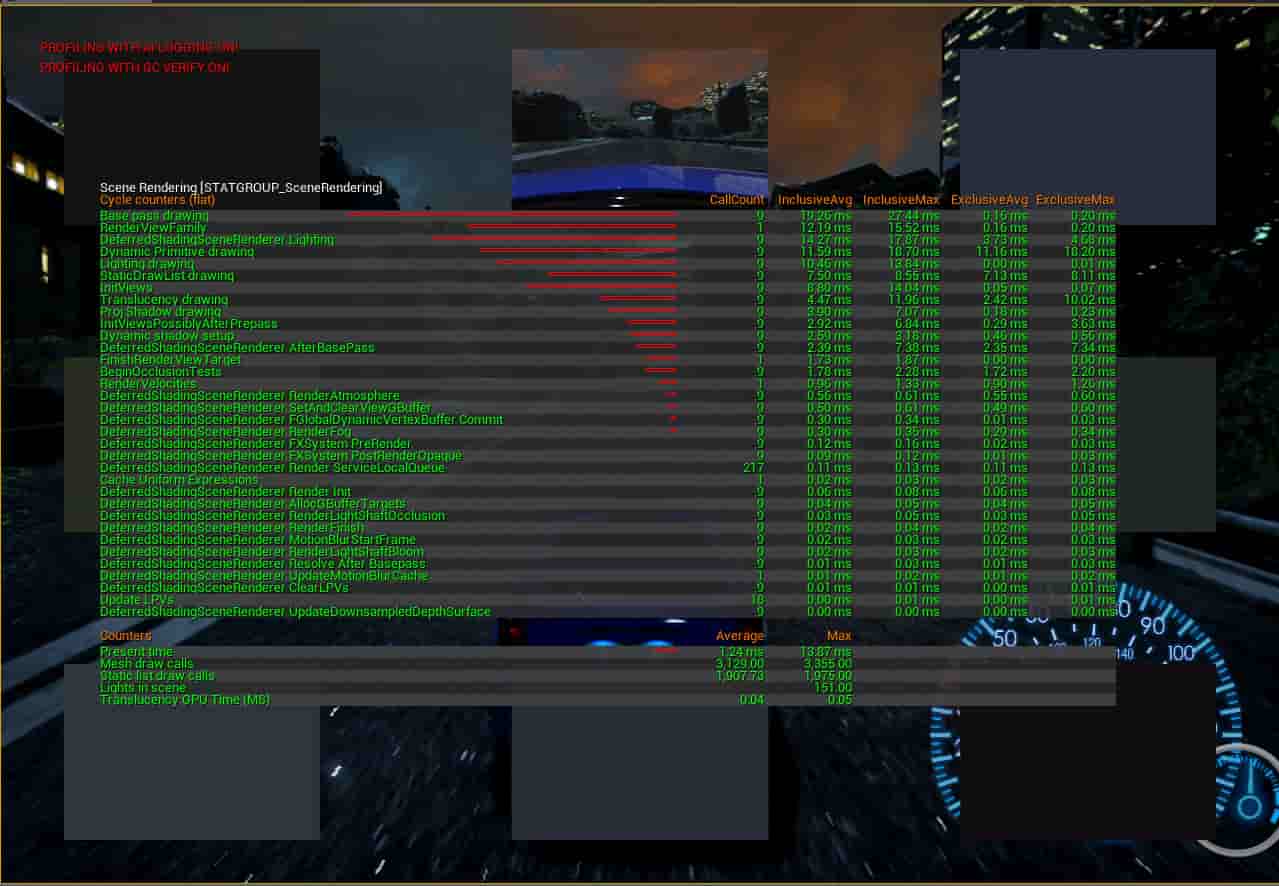 PROFILING WITH AI LOGGING ON!
PROFILING WITH GC VERIFY ON!
Scene Rendering [STATGROUP_SceneRendering]
Cycle counters (flat) CallCount InclusiveAvg InclusiveMax ExclusiveAvg ExclusiveMax
Base pass drawing 9 19.26 ms 27.44 ms 0.16 ms 0.20 ms
RenderViewFamily 1 12.19 ms 15.52 ms 0.16 ms 0.20 ms
DeferredShadingSceneRenderer Lighting 9 14.27 ms 17.87 ms 3.73 ms 4.68 ms
Dynamic Primitive drawing 9 11.59 ms 18.70 ms 11.16 ms 18.20 ms
Lighting drawing 9 10.46 ms 13.84 ms 0.00 ms 0.01 ms
StaticDrawList drawing 9 7.50 ms 8.55 ms 7.13 ms 8.11 ms
InitViews 9 8.80 ms 14.04 ms 0.05 ms 0.07 ms
Translucency drawing 9 4.47 ms 11.96 ms 2.42 ms 10.02 ms
Proj Shadow drawing 9 3.90 ms 7.07 ms 0.18 ms 0.23 ms
InitViewsPossiblyAfterPrepass 9 2.92 ms 6.84 ms 0.29 ms 3.63 ms
Dynamic shadow setup 9 2.59 ms 3.18 ms 0.46 ms 0.56 ms
DeferredShadingSceneRenderer AfterBasePass 9 2.39 ms 7.38 ms 2.35 ms 7.34 ms
FinishRenderViewTarget 1 1.73 ms 1.87 ms 0.00 ms 0.00 ms
BeginOcclusionTests 9 1.78 ms 2.28 ms 1.72 ms 2.20 ms
RenderVelocities 1 0.96 ms 1.33 ms 0.90 ms 1.26 ms
DeferredShadingSceneRenderer RenderAtmosphere 9 0.56 ms 0.61 ms 0.55 ms 0.60 ms
DeferredShadingSceneRenderer SetAndClearViewGBuffer 9 0.50 ms 0.61 ms 0.49 ms 0.60 ms
DeferredShadingSceneRenderer FGlobalDynamicVertexBuffer Commit 9 0.30 ms 0.34 ms 0.01 ms 0.03 ms
DeferredShadingSceneRenderer RenderFog 9 0.30 ms 0.35 ms 0.29 ms 0.34 ms
DeferredShadingSceneRenderer FXSystem PreRender 9 0.12 ms 0.16 ms 0.02 ms 0.03 ms
DeferredShadingSceneRenderer FXSystem PostRenderOpaque 9 0.09 ms 0.12 ms 0.01 ms 0.03 ms
DeferredShadingSceneRenderer Render ServiceLocalQueue 217 0.11 ms 0.13 ms 0.11 ms 0.13 ms
Cache Uniform Expressions 1 0.02 ms 0.03 ms 0.02 ms 0.03 ms
DeferredShadingSceneRenderer Render Init 9 0.06 ms 0.08 ms 0.06 ms 0.08 ms
DeferredShadingSceneRenderer AllocGBufferTargets 9 0.04 ms 0.05 ms 0.04 ms 0.05 ms
DeferredShadingSceneRenderer RenderLightShaftOcclusion 9 0.03 ms 0.05 ms 0.03 ms 0.05 ms
DeferredShadingSceneRenderer RenderFinish 9 0.02 ms 0.04 ms 0.02 ms 0.04 ms
DeferredShadingSceneRenderer MotionBlurStartFrame 9 0.02 ms 0.03 ms 0.02 ms 0.03 ms
DeferredShadingSceneRenderer RenderLightShaftBloom 9 0.02 ms 0.03 ms 0.02 ms 0.03 ms
DeferredShadingSceneRenderer Resolve After Basepass 9 0.01 ms 0.03 ms 0.01 ms 0.03 ms
DeferredShadingSceneRenderer UpdateMotionBlurCache 1 0.01 ms 0.02 ms 0.01 ms 0.02 ms
DeferredShadingSceneRenderer ClearLPVs 9 0.01 ms 0.01 ms 0.00 ms 0.01 ms
Update LPVs 18 0.00 ms 0.01 ms 0.00 ms 0.01 ms
DeferredShadingSceneRenderer UpdateDownsampledDepthSurface 9 0.00 ms 0.00 ms 0.00 ms 0.00 ms
Counters Average Max
Present time 1.24 ms 13.87 ms
Mesh draw calls 3,129.00 3,355.00
Static list draw calls 1,907.73 1,975.00
Lights in scene 151.00
Translucency GPU Time (MS) 0.04 0.05
50 90 100
120 140